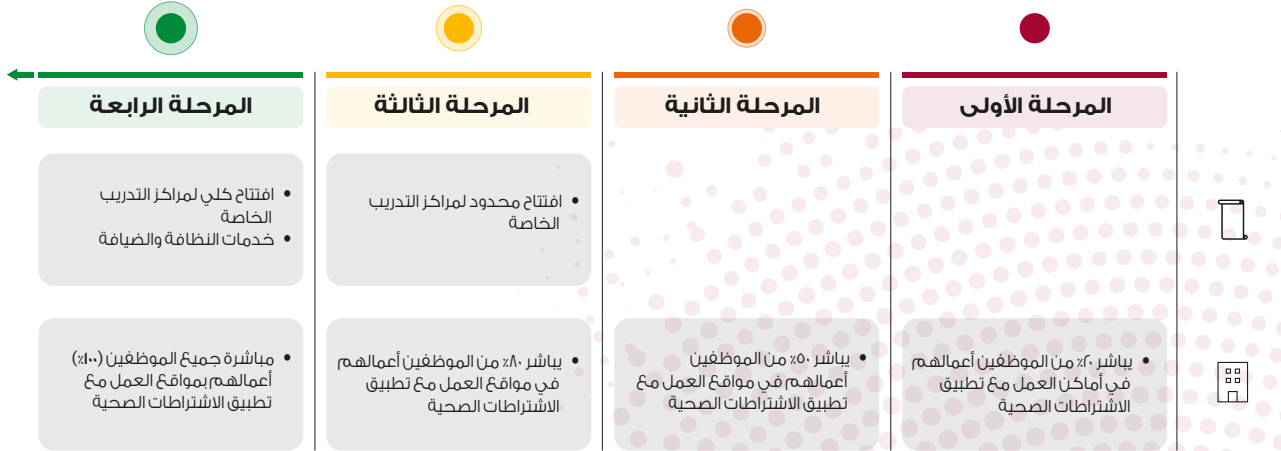 المرحلة الأولى
المرحلة الثانية
المرحلة الثالثة
المرحلة الرابعة
• افتتاح محدود لمراكز التدريب
الخاصة
• افتتاح كلي لمراكز التدريب
الخاصة
• خدمات النظافة والضيافة
• يباشر ٢٠٪ من الموظفين أعمالهم
في أماكن العمل مع تطبيق
الاشتراطات الصحية
• يباشر ٥٠٪ من الموظفين
أعمالهم في مواقع العمل مع
تطبيق الاشتراطات الصحية
• يباشر ٨٠٪ من الموظفين أعمالهم
في مواقع العمل مع تطبيق
الاشتراطات الصحية
• مباشرة جميع الموظفين (١٠٠٪)
أعمالهم بمواقع العمل مع
تطبيق الاشتراطات الصحية